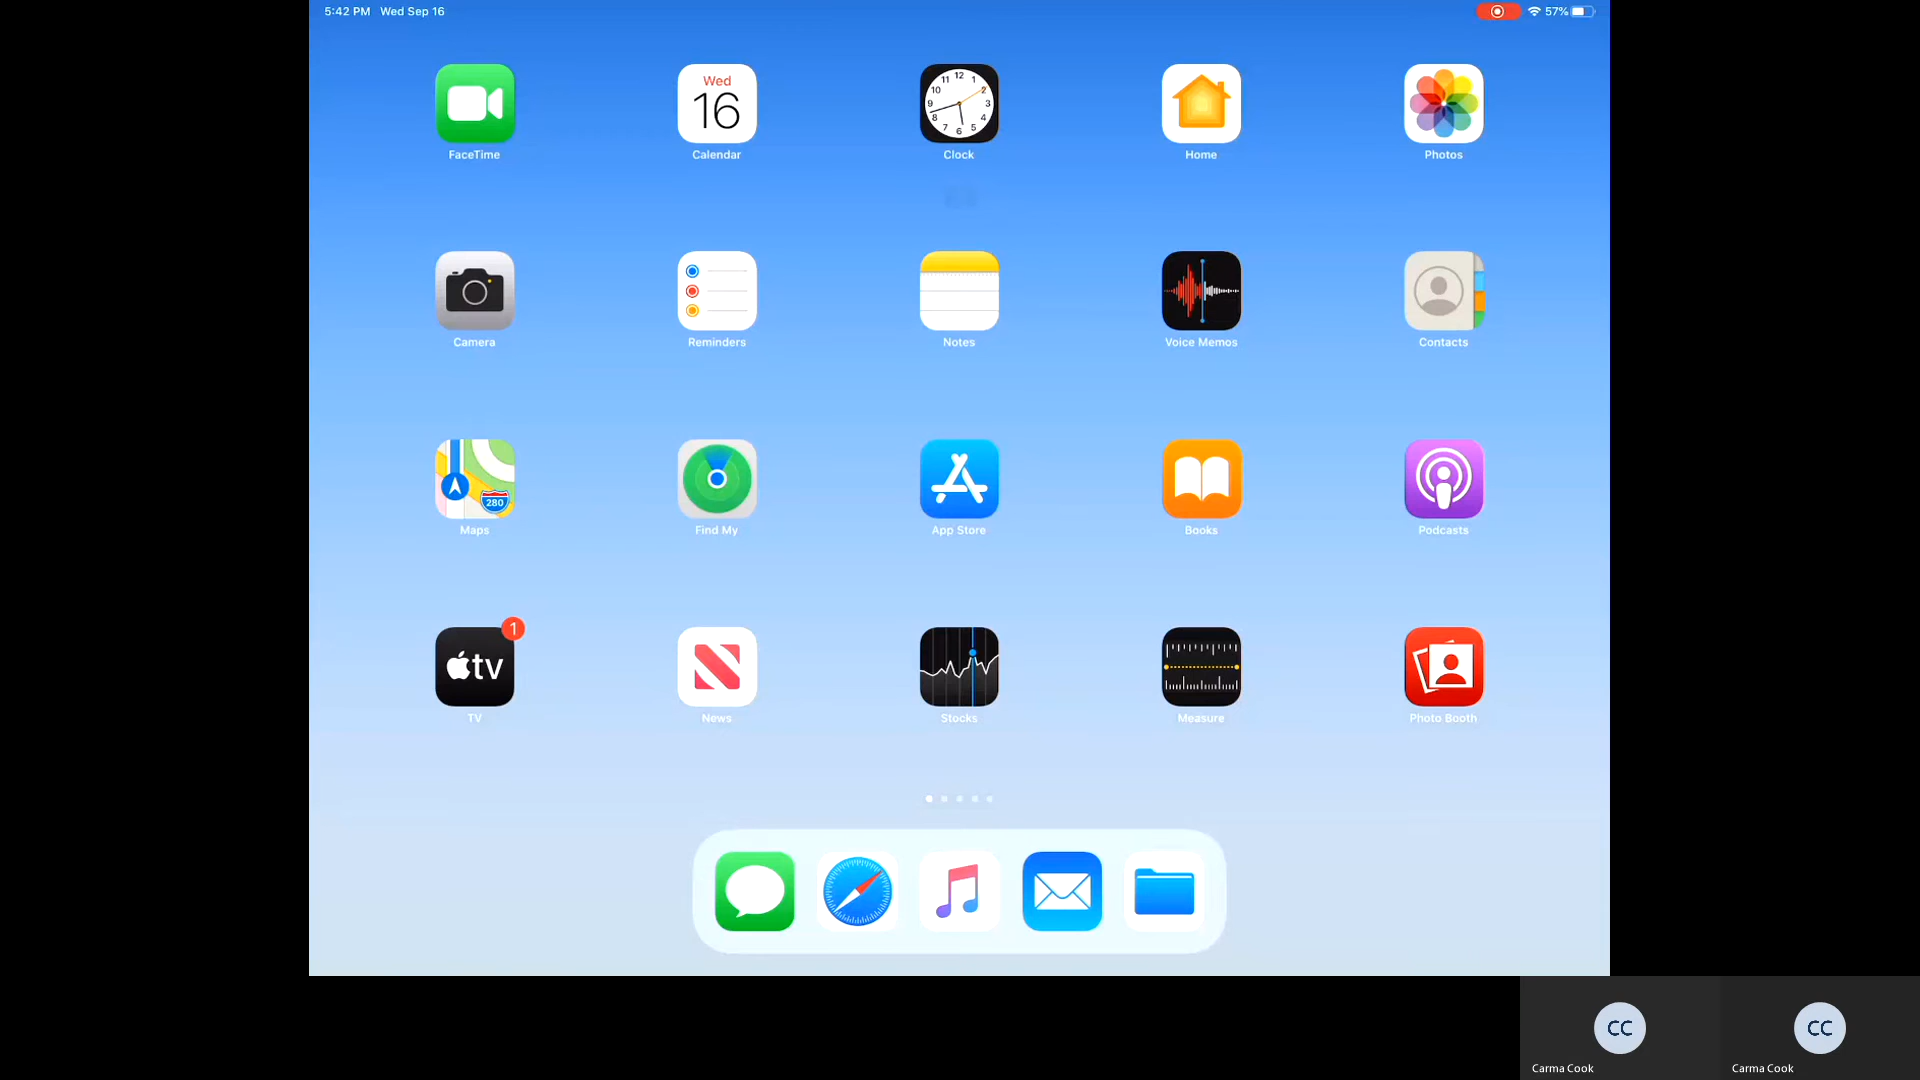 5:42 PM Wed Sep 16
57%
Wed
16
FaceTime
Calendar
Clock
Home
Photos
Camera
Reminders
Notes
Voice Memos
Contacts
280
Maps
Find My
App Store
Books
Podcasts
1
tv
TV
News
Stocks
Measure
Photo Booth
CC
CC
Carma Cook
Carma Cook